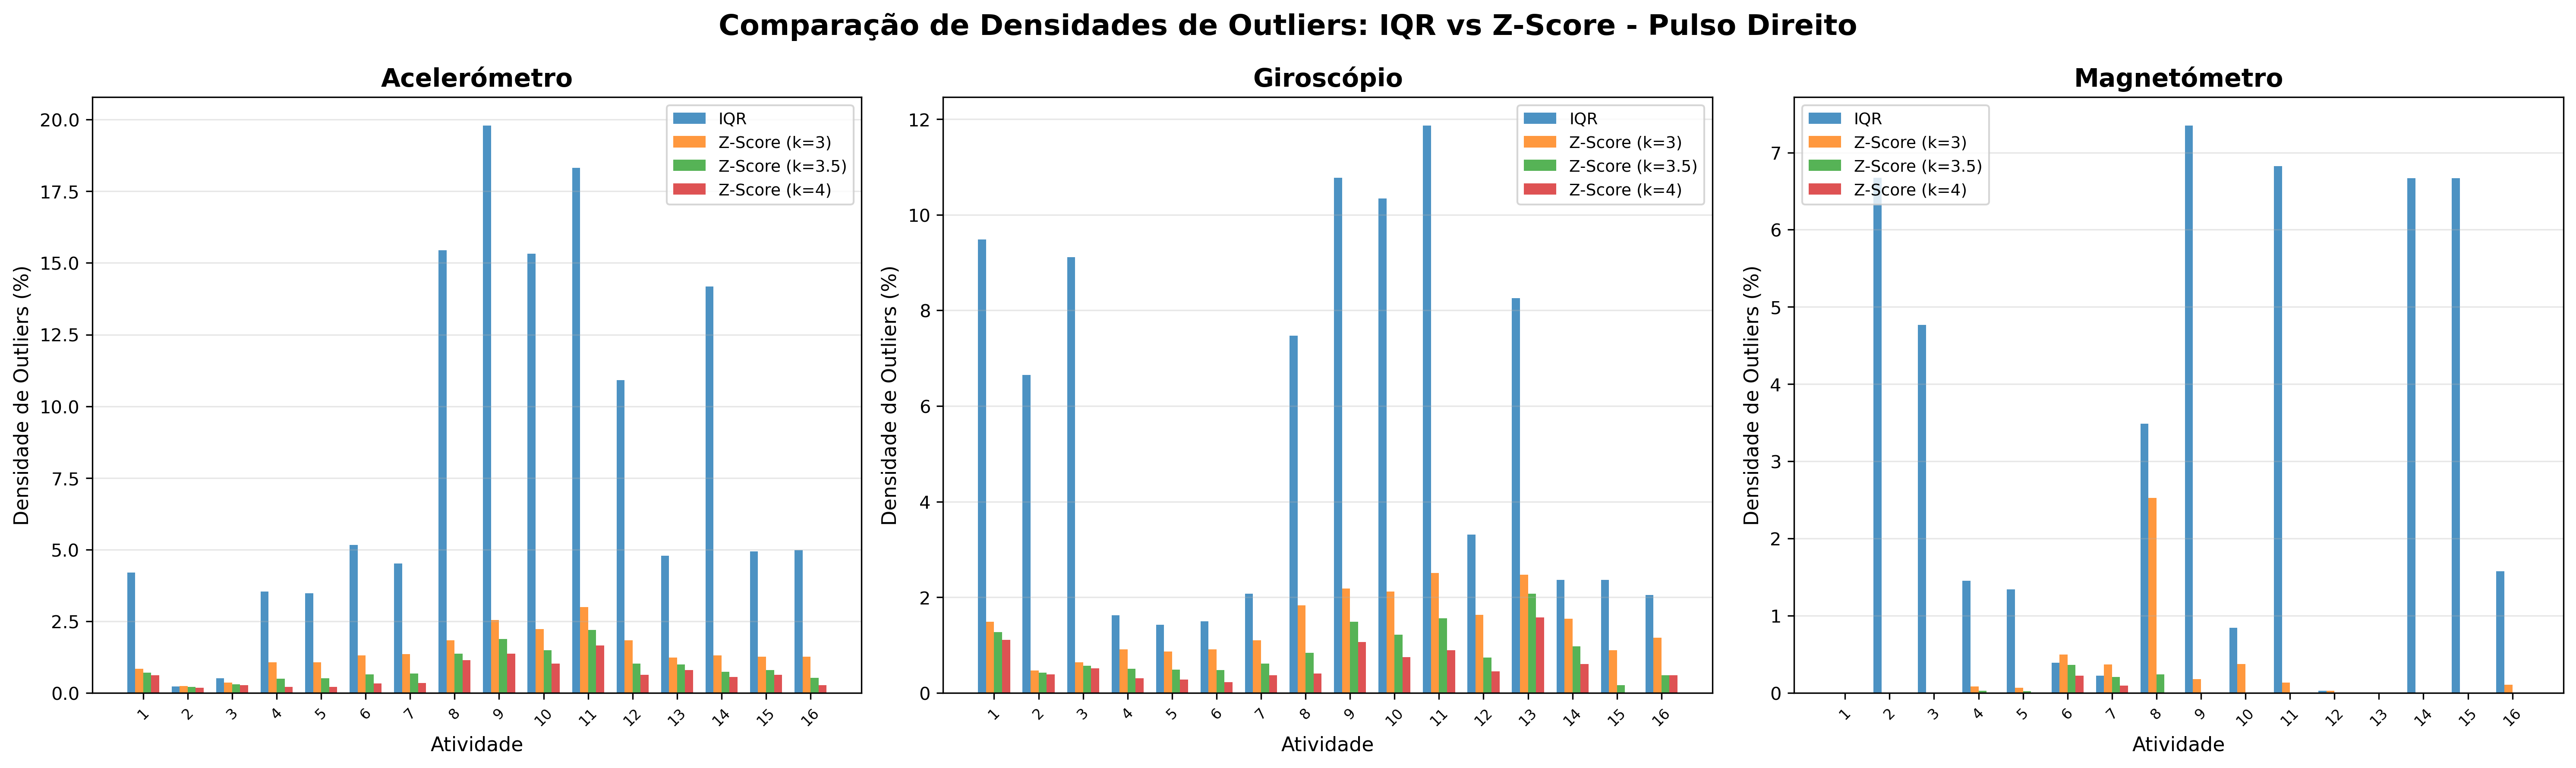 Comparação de Densidades de Outliers: IQR vs Z-Score - Pulso Direito
Acelerómetro
Densidade de Outliers (%)
20.0
17.5
15.0
12.5
10.0
7.5
5.0
2.5
0.0
IQR
Z-Score (k=3)
Z-Score (k=3.5)
Z-Score (k=4)
1 2 3 4 5 6 7 8 9 10 11 12 13 14 15 16
Atividade
Giroscópio
Densidade de Outliers (%)
12
10
8
6
4
2
0
IQR
Z-Score (k=3)
Z-Score (k=3.5)
Z-Score (k=4)
1 2 3 4 5 6 7 8 9 10 11 12 13 14 15 16
Atividade
Magnetómetro
Densidade de Outliers (%)
7
6
5
4
3
2
1
0
IQR
Z-Score (k=3)
Z-Score (k=3.5)
Z-Score (k=4)
1 2 3 4 5 6 7 8 9 10 11 12 13 14 15 16
Atividade